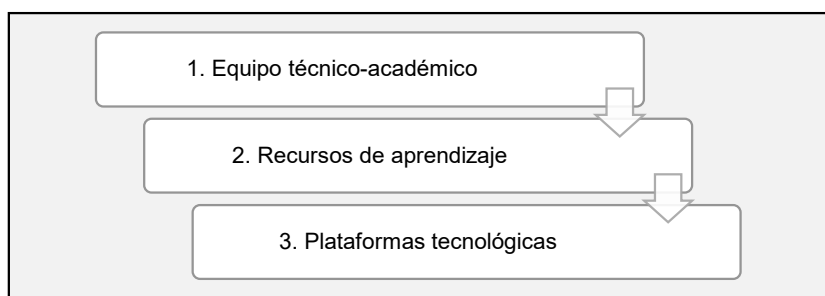 1. Equipo técnico-académico
2. Recursos de aprendizaje
3. Plataformas tecnológicas